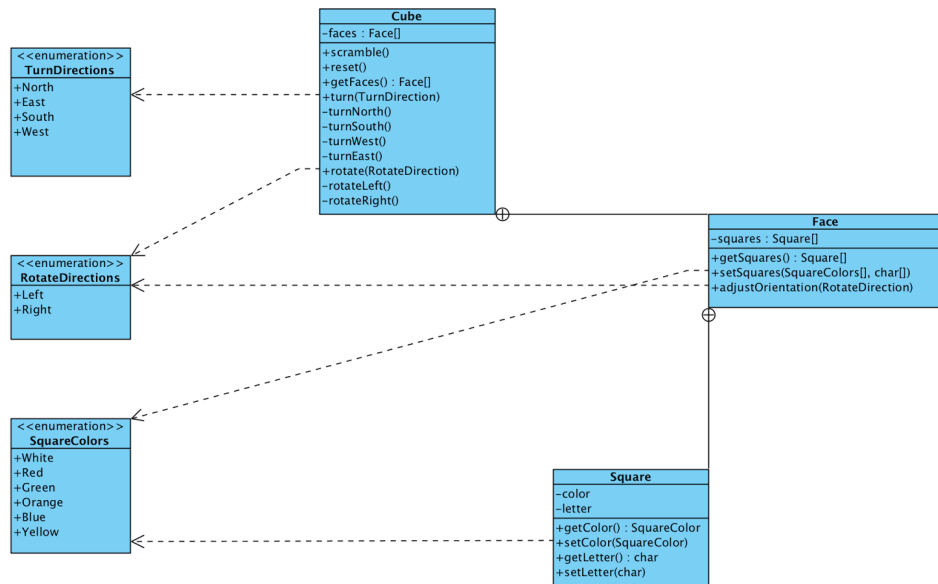 Cube
-faces : Face[]
+scramble()
+reset()
+getFaces() : Face[]
+turn(TurnDirection)
-turnNorth()
-turnSouth()
-turnWest()
-turnEast()
+rotate(RotateDirection)
-rotateLeft()
-rotateRight()
<<enumeration>>
TurnDirections
+North
+East
+South
+West
<<enumeration>>
RotateDirections
+Left
+Right
Face
-squares : Square[]
+getSquares() : Square[]
+setSquares(SquareColors[], char[])
+adjustOrientation(RotateDirection)
<<enumeration>>
SquareColors
+White
+Red
+Green
+Orange
+Blue
+Yellow
Square
-color
-letter
+getColor() : SquareColor
+setColor(SquareColor)
+getLetter() : char
+setLetter(char)